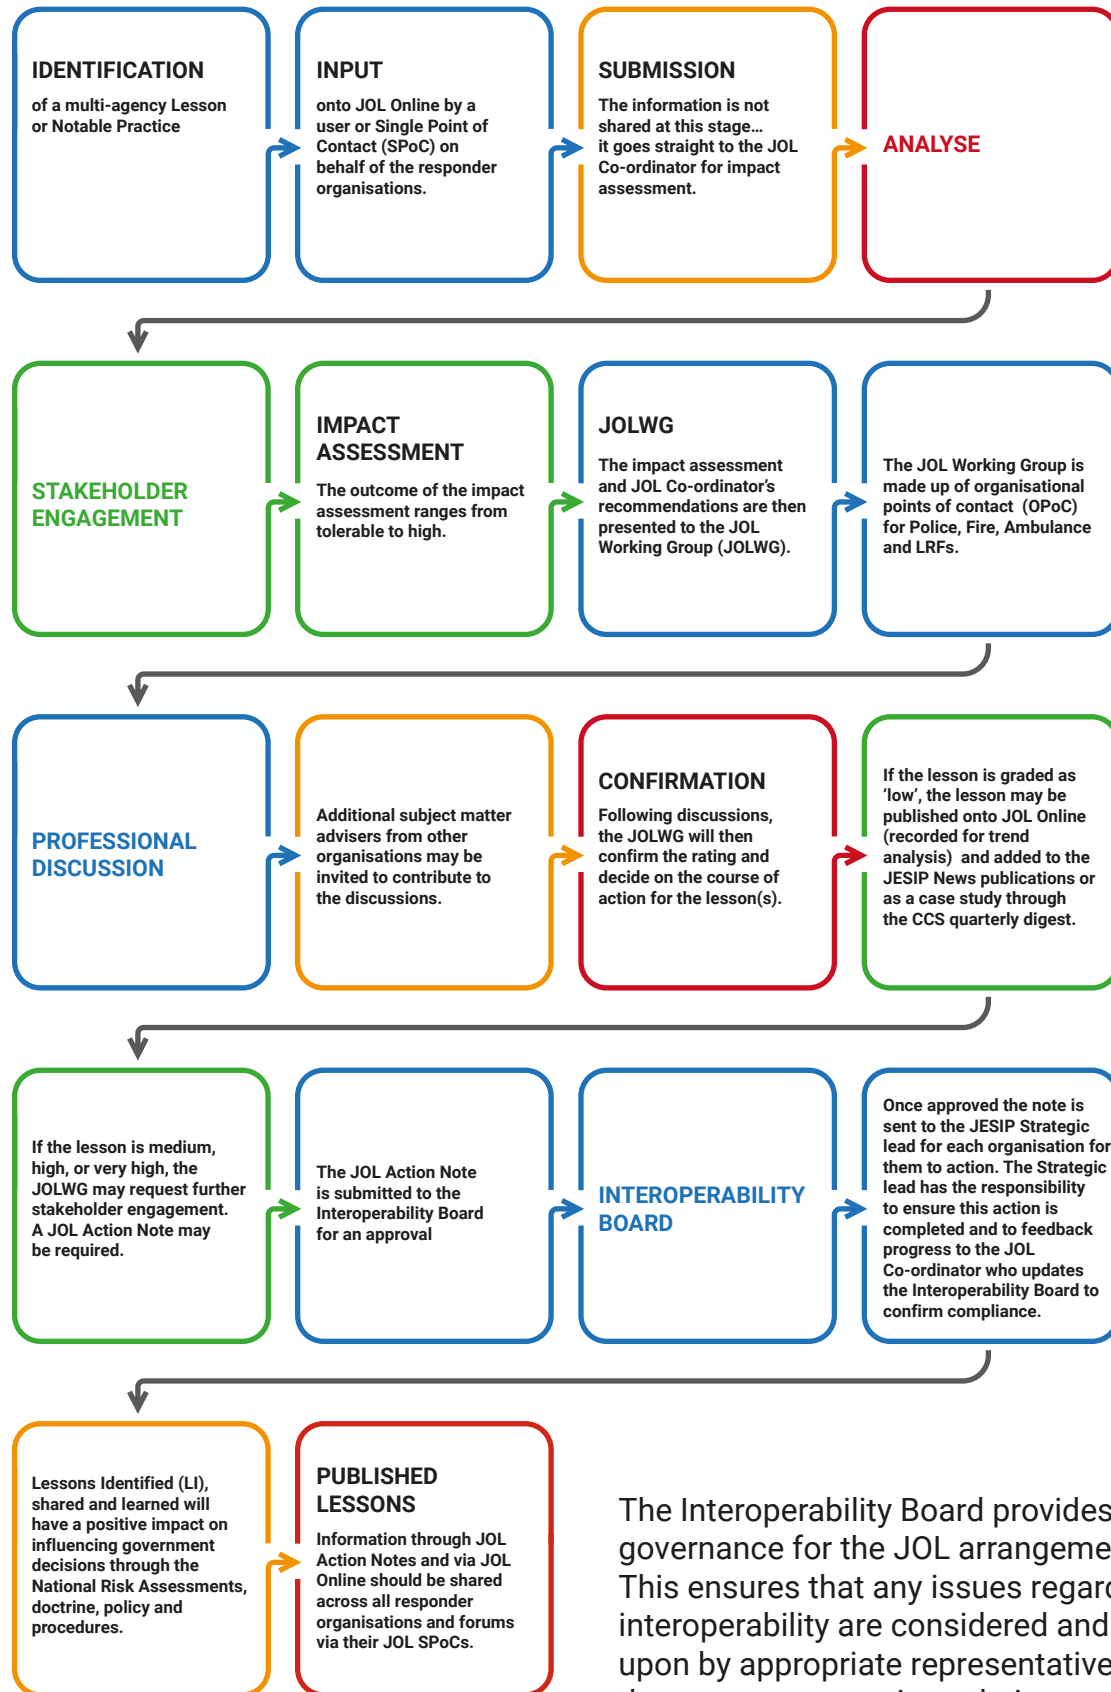 IDENTIFICATION
of a multi-agency Lesson
or Notable Practice
INPUT
onto JOL Online by a
user or Single Point of
Contact (SPoC) on
behalf of the responder
organisations.
SUBMISSION
The information is not
shared at this stage…
it goes straight to the JOL
Co-ordinator for impact
assessment.
ANALYSE
STAKEHOLDER
ENGAGEMENT
IMPACT
ASSESSMENT
The outcome of the impact
assessment ranges from
tolerable to high.
JOLWG
The impact assessment
and JOL Co-ordinator's
recommendations are then
presented to the JOL
Working Group (JOLWG).
The JOL Working Group is
made up of organisational
points of contact (OPoC)
for Police, Fire, Ambulance
and LRFs.
PROFESSIONAL
DISCUSSION
Additional subject matter
advisers from other
organisations may be
invited to contribute to
the discussions.
CONFIRMATION
Following discussions,
the JOLWG will then
confirm the rating and
decide on the course of
action for the lesson(s).
If the lesson is graded as
'low', the lesson may be
published onto JOL Online
(recorded for trend
analysis) and added to the
JESIP News publications or
as a case study through
the CCS quarterly digest.
If the lesson is medium,
high, or very high, the
JOLWG may request further
stakeholder engagement.
A JOL Action Note may
be required.
The JOL Action Note
is submitted to the
Interoperability Board
for an approval
INTEROPERABILITY
BOARD
Once approved the note is
sent to the JESIP Strategic
lead for each organisation for
them to action. The Strategic
lead has the responsibility
to ensure this action is
completed and to feedback
progress to the JOL
Co-ordinator who updates
the Interoperability Board to
confirm compliance.
Lessons Identified (LI),
shared and learned will
have a positive impact on
influencing government
decisions through the
National Risk Assessments,
doctrine, policy and
procedures.
PUBLISHED
LESSONS
Information through JOL
Action Notes and via JOL
Online should be shared
across all responder
organisations and forums
via their JOL SPoCs.
The Interoperability Board provides
governance for the JOL
This ensures that any issues
interoperability are considered and
upon by appropriate